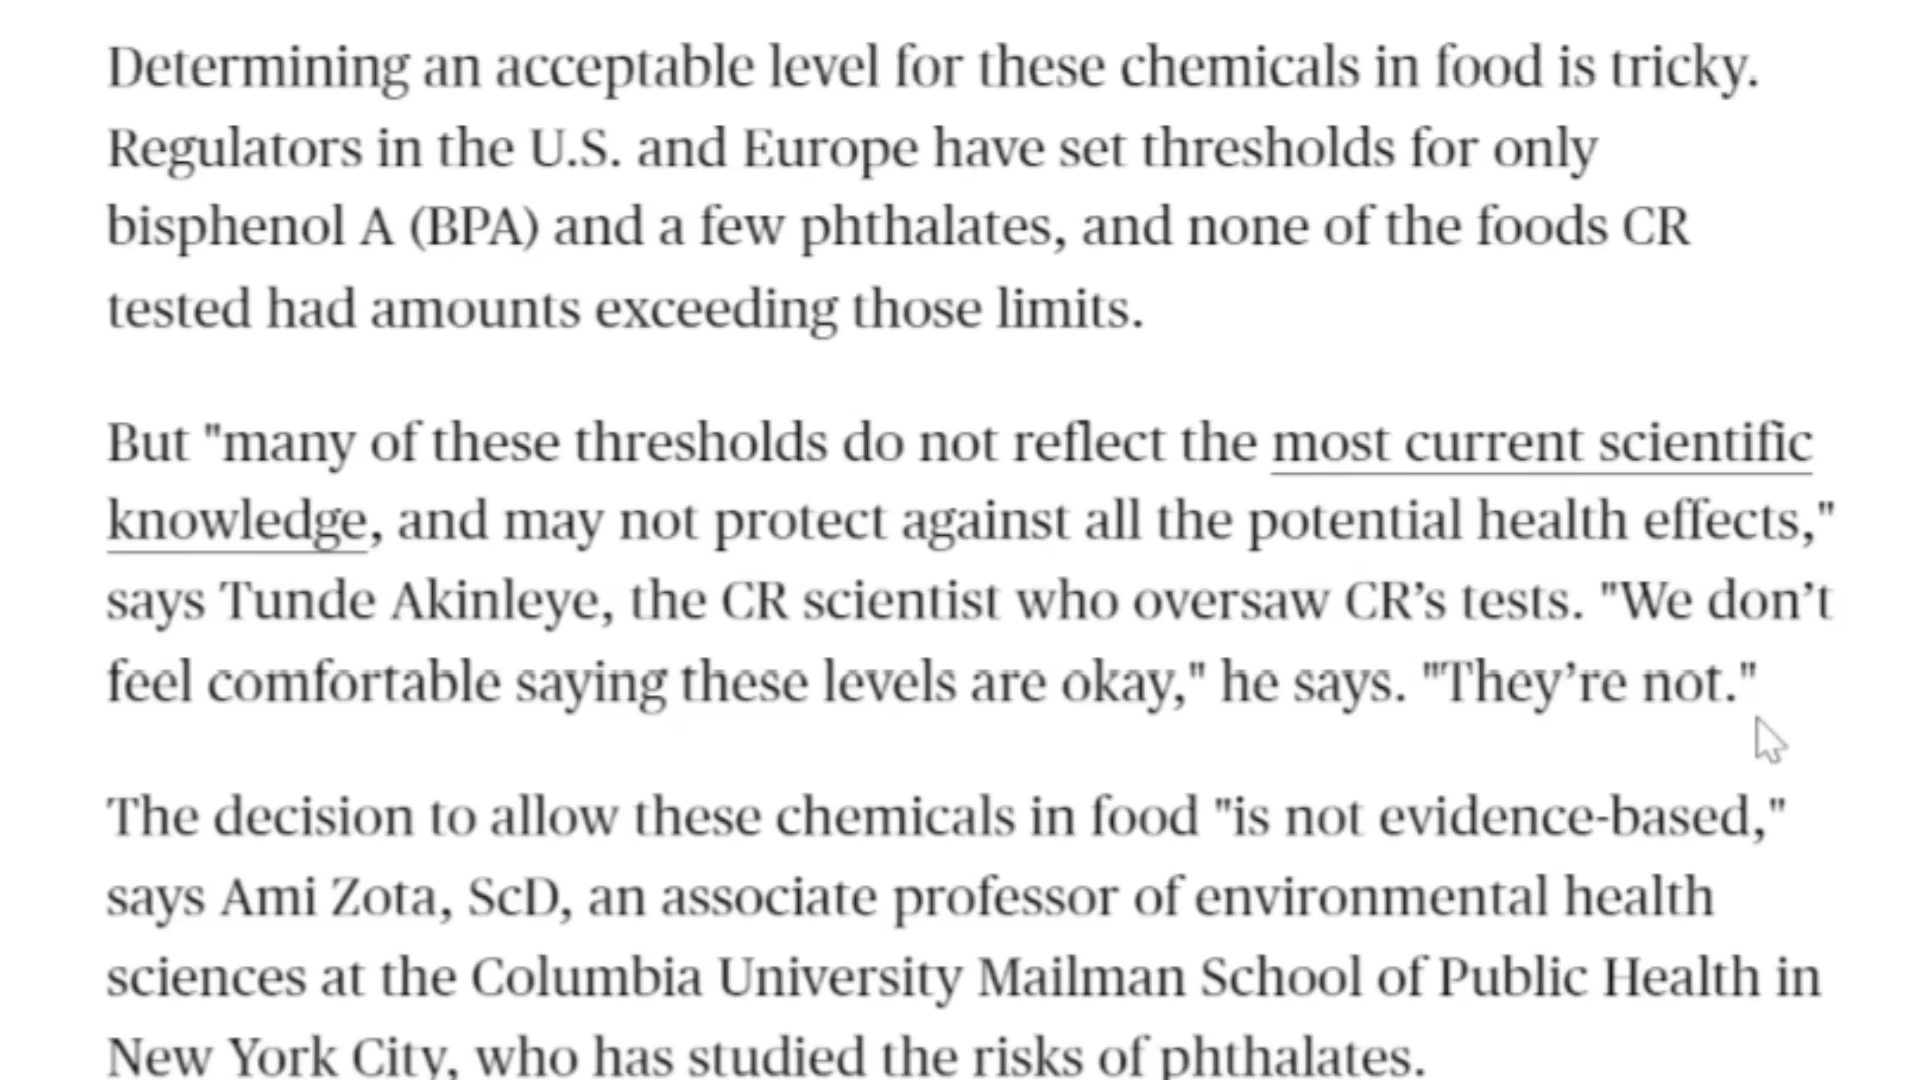 Determining an acceptable level for these chemicals in food is tricky.
Regulators in the U.S. and Europe have set thresholds for only
bisphenol A (BPA) and a few phthalates, and none of the foods CR
tested had amounts exceeding those limits.
But "many of these thresholds do not reflect the most current scientific
knowledge, and may not protect against all the potential health effects,"
says Tunde Akinleye, the CR scientist who oversaw CR’s tests. "We don’t
feel comfortable saying these levels are okay," he says. "They’re not."
The decision to allow these chemicals in food "is not evidence-based,"
says Ami Zota, ScD, an associate professor of environmental health
sciences at the Columbia University Mailman School of Public Health in
New York City, who has studied the risks of phthalates.